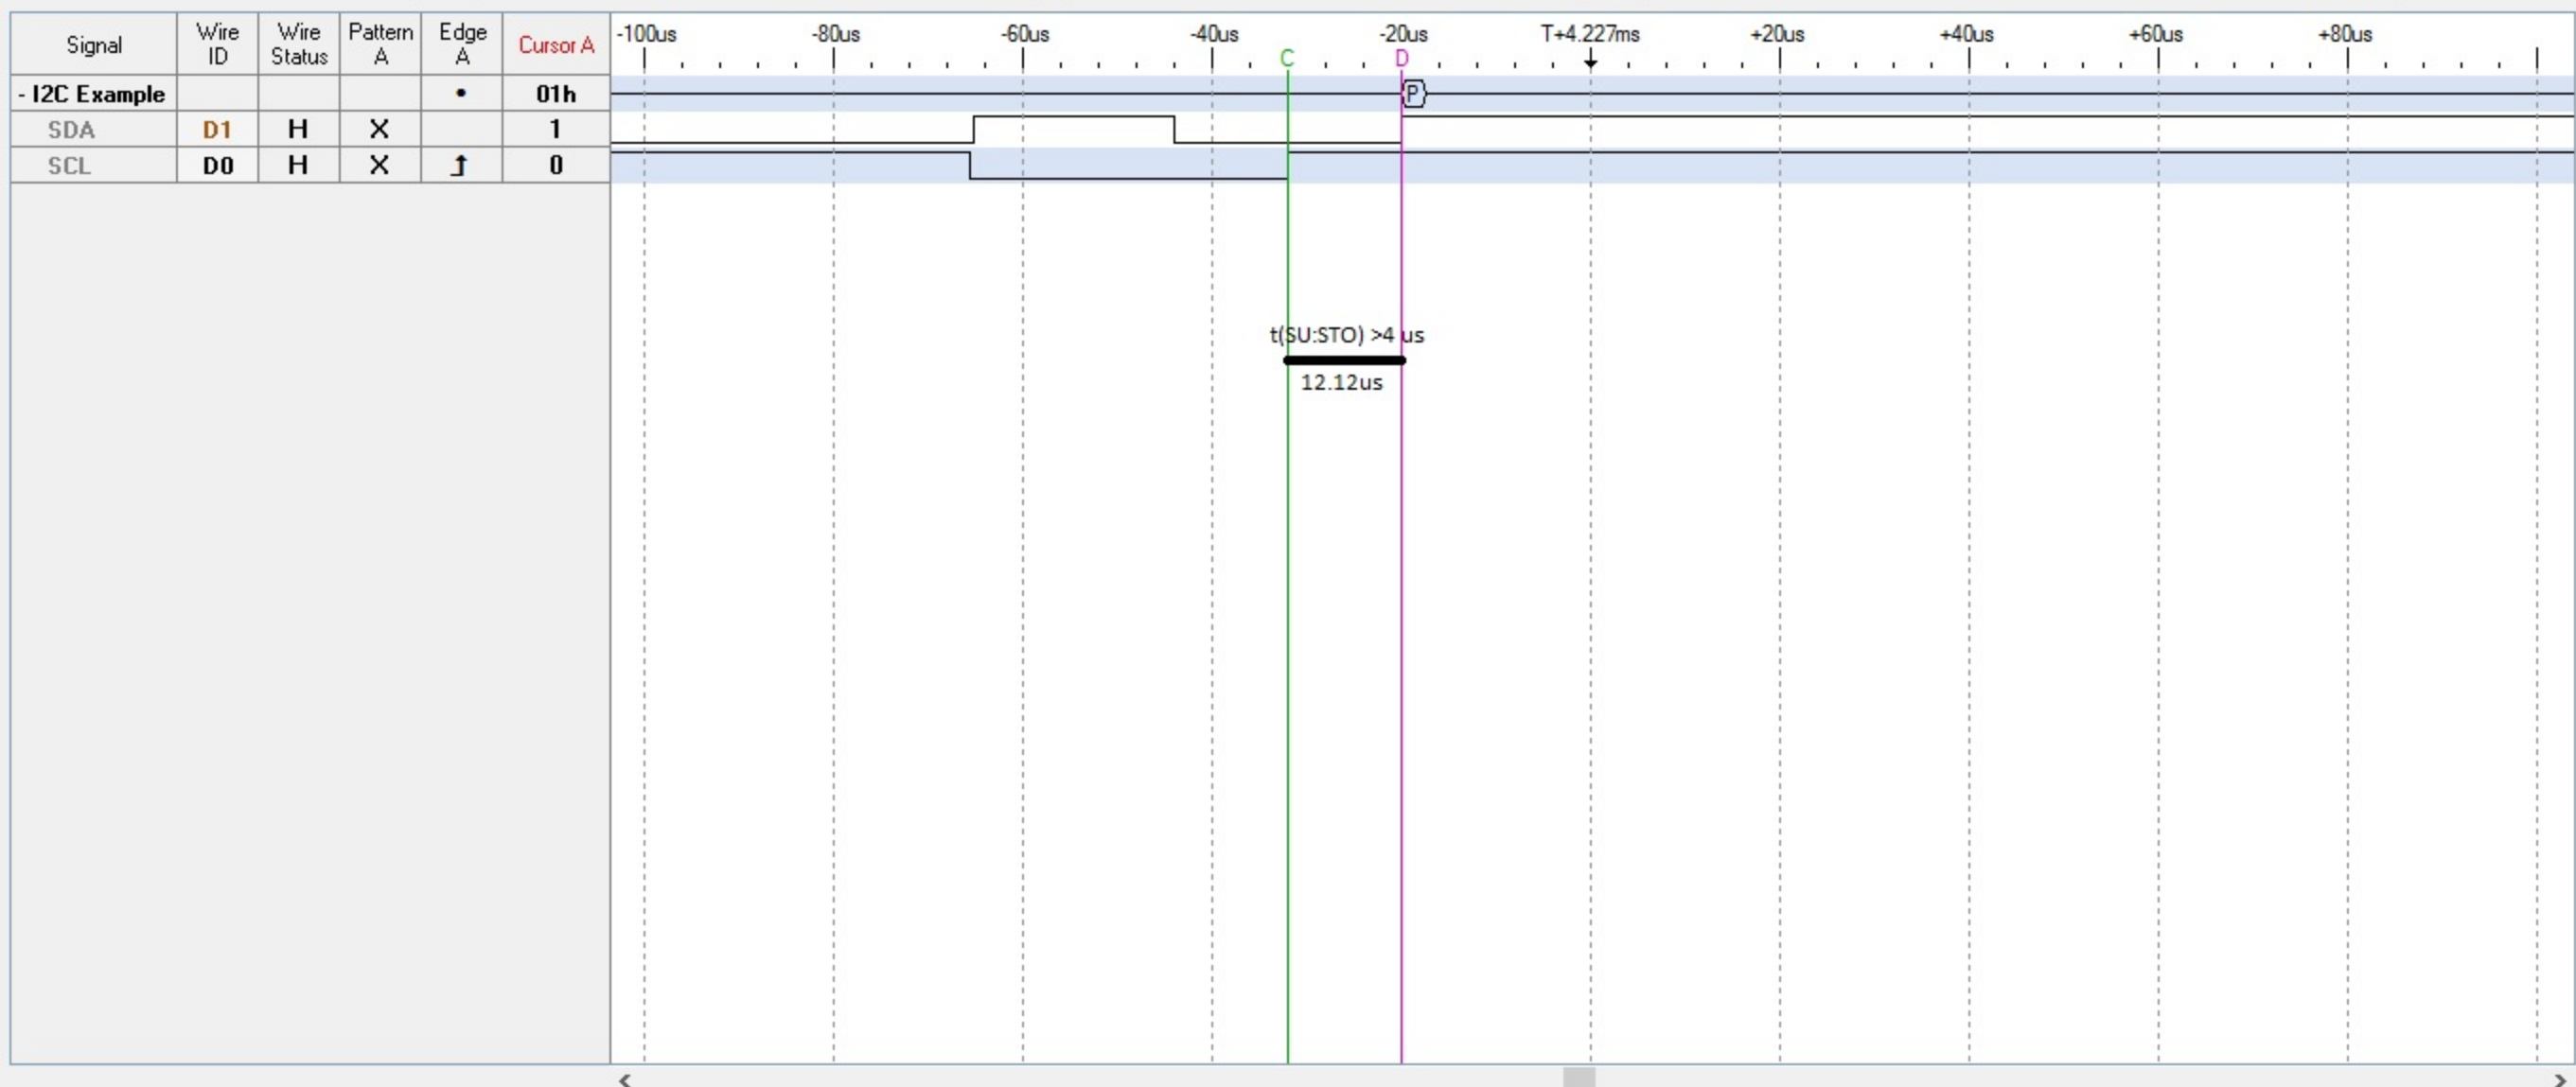 Signal Wire ID Wire Status Pattern A Edge A Cursor A
-100us -80us -60us -40us -20us T+4.227ms +20us +40us +60us +80us
C D
- I2C Example • 01h P
SDA D1 H X 1
SCL D0 H X 0
t(SU:STO) >4 us
12.12us